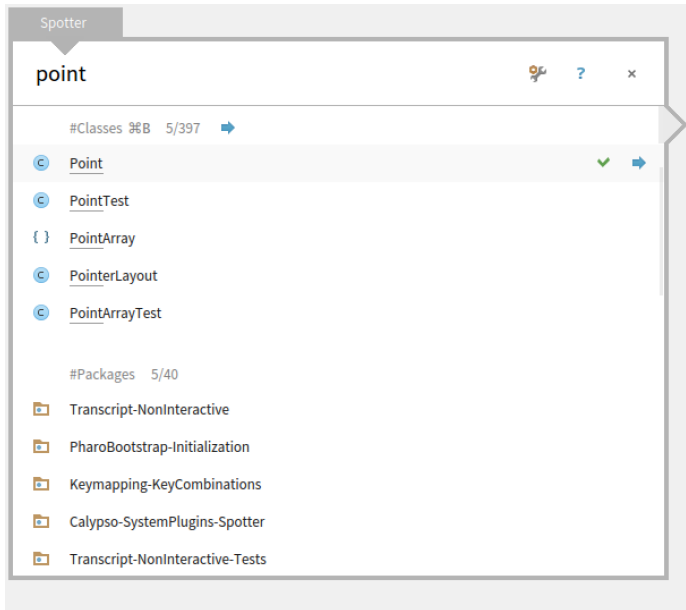 Spotter
point
? ×
#Classes ⌘B 5/397
C Point
C PointTest
{ } PointArray
C PointerLayout
C PointArrayTest
#Packages 5/40
Transcript-NonInteractive
PharoBootstrap-Initialization
Keymapping-KeyCombinations
Calypso-SystemPlugins-Spotter
Transcript-NonInteractive-Tests